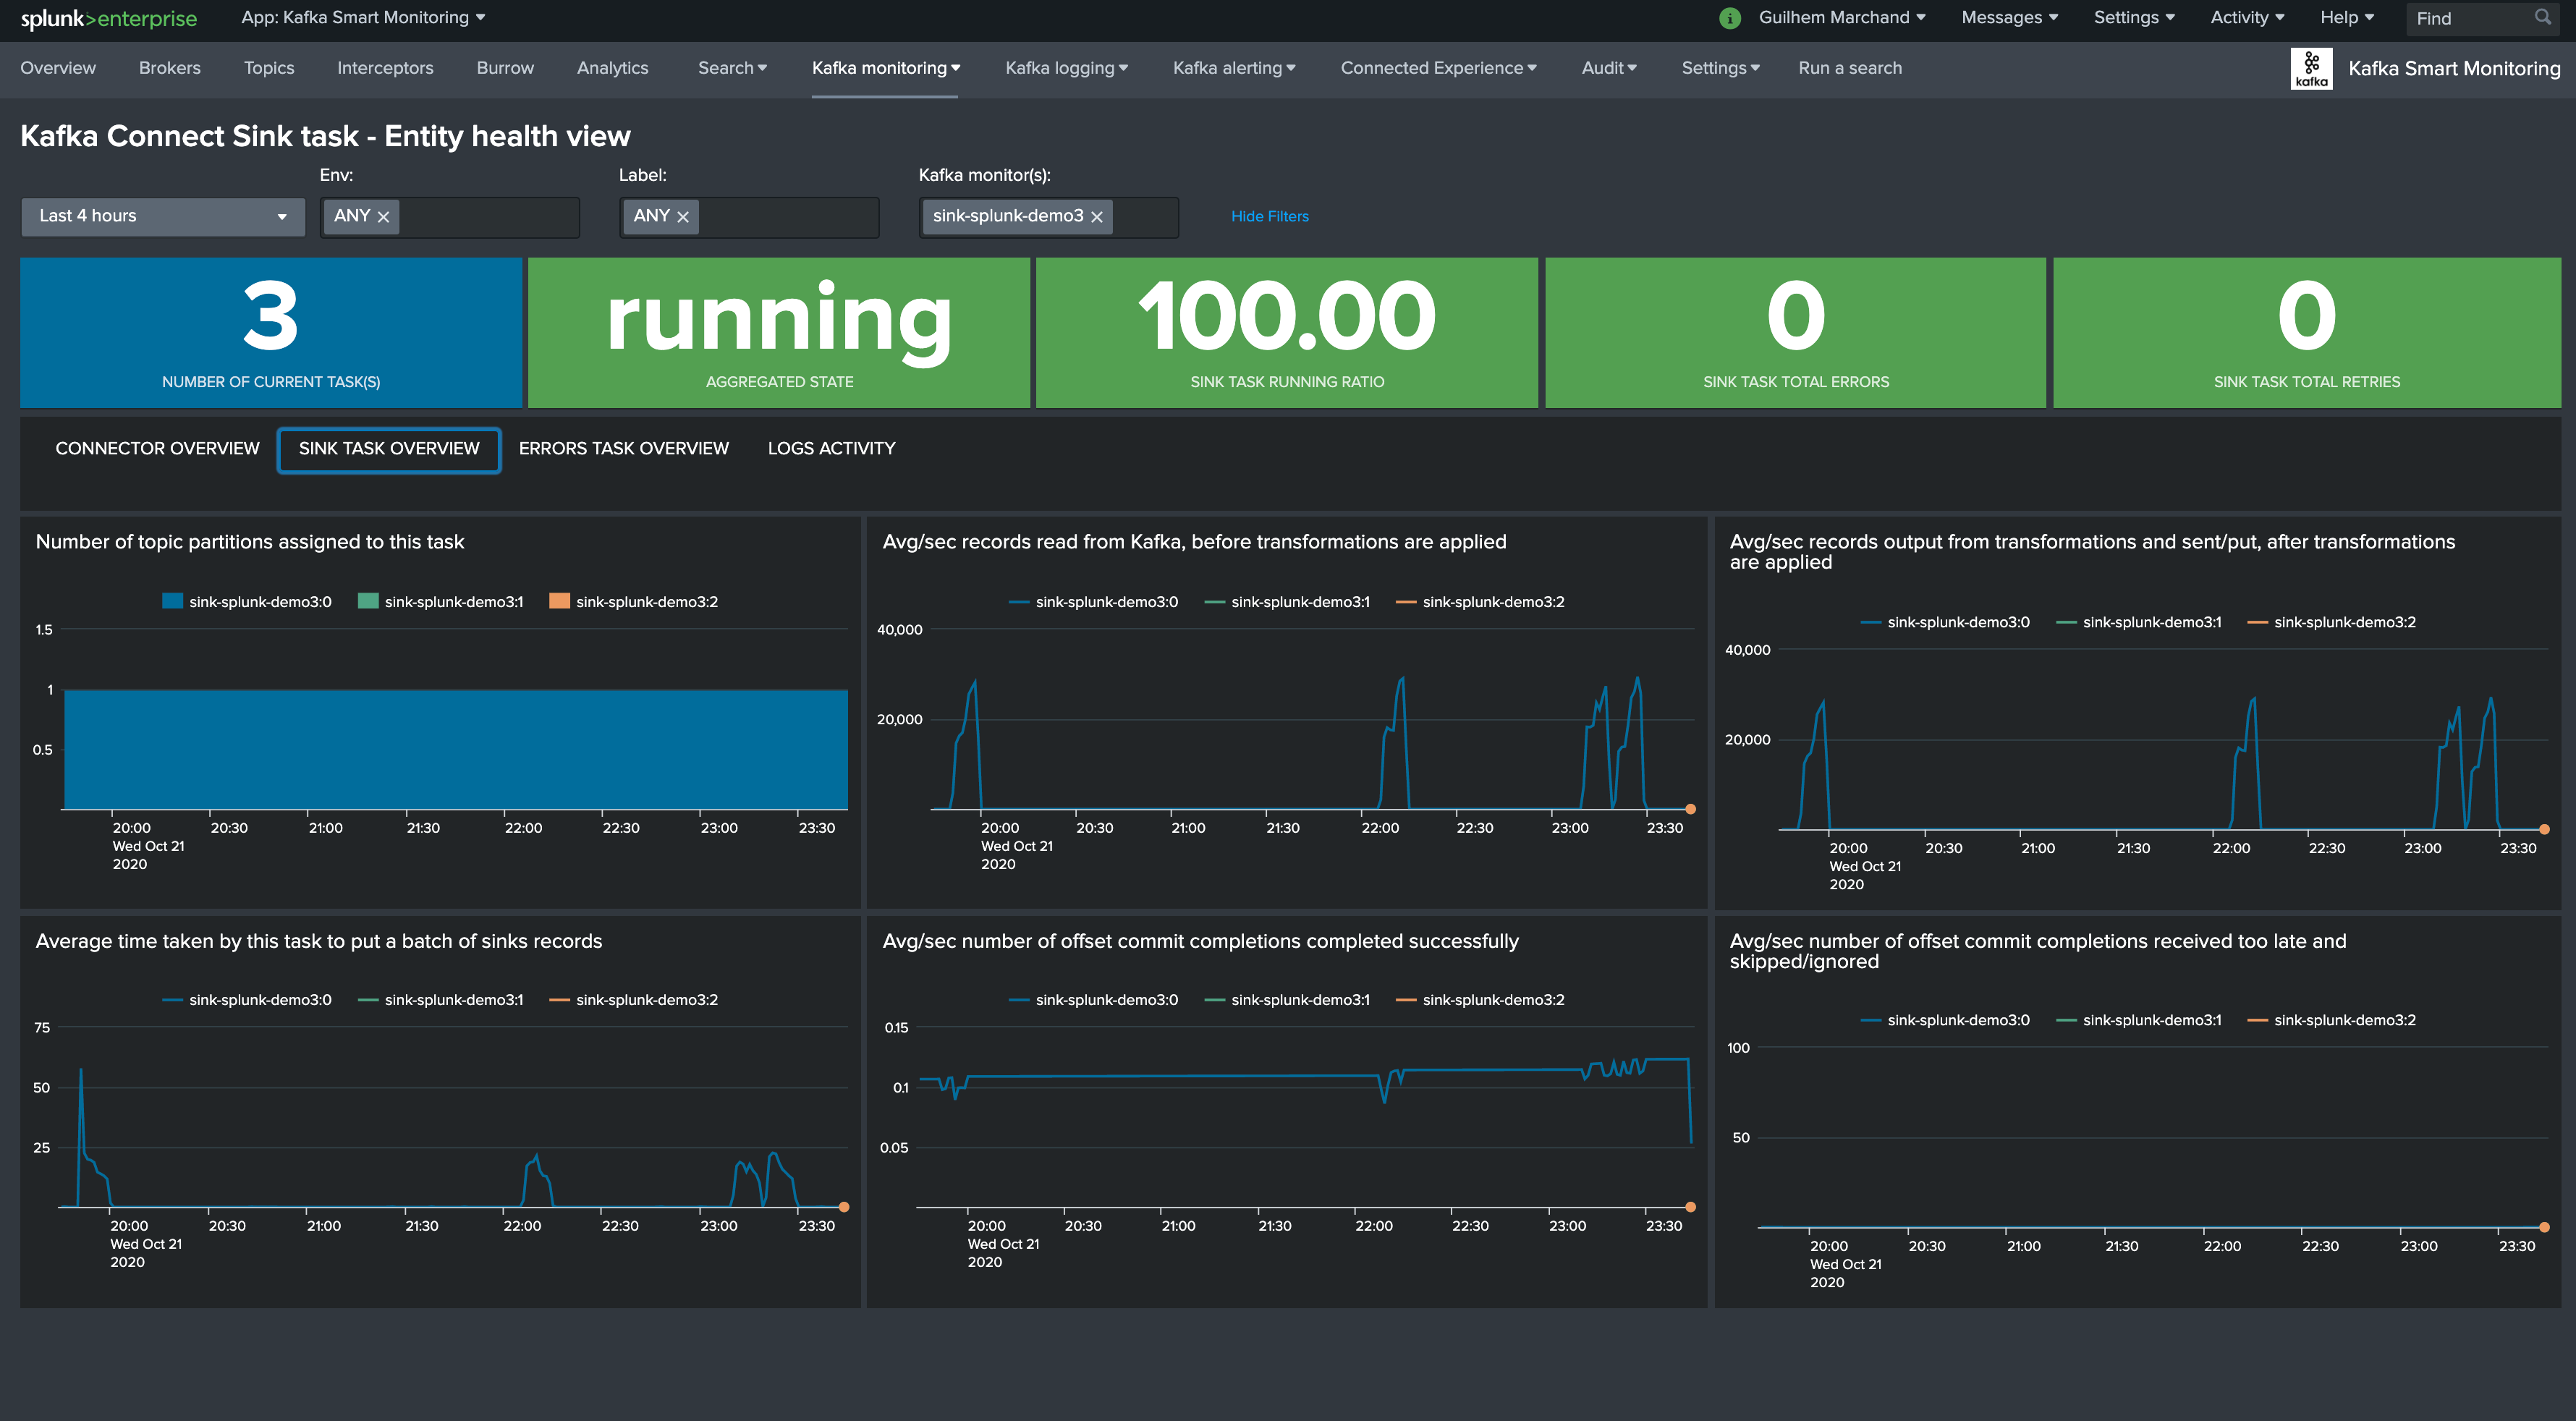 splunk>enterprise App: Kafka Smart Monitoring i Guilhem Marchand Messages Settings Activity Help Find
Overview Brokers Topics Interceptors Burrow Analytics Search Kafka monitoring Kafka logging Kafka alerting Connected Experience Audit Settings Run a search kafka Kafka Smart Monitoring
Kafka Connect Sink task - Entity health view
Env: Label: Kafka monitor(s):
Last 4 hours ANY ANY sink-splunk-demo3 Hide Filters
3 running 100.00 0 0
NUMBER OF CURRENT TASK(S) AGGREGATED STATE SINK TASK RUNNING RATIO SINK TASK TOTAL ERRORS SINK TASK TOTAL RETRIES
CONNECTOR OVERVIEW SINK TASK OVERVIEW ERRORS TASK OVERVIEW LOGS ACTIVITY
Number of topic partitions assigned to this task
sink-splunk-demo3:0 sink-splunk-demo3:1 sink-splunk-demo3:2
1.5
1
0.5
20:00 20:30 21:00 21:30 22:00 22:30 23:00 23:30
Wed Oct 21
2020
Avg/sec records read from Kafka, before transformations are applied
sink-splunk-demo3:0 sink-splunk-demo3:1 sink-splunk-demo3:2
40,000
20,000
20:00 20:30 21:00 21:30 22:00 22:30 23:00 23:30
Wed Oct 21
2020
Avg/sec records output from transformations and sent/put, after transformations
are applied
sink-splunk-demo3:0 sink-splunk-demo3:1 sink-splunk-demo3:2
40,000
20,000
20:00 20:30 21:00 21:30 22:00 22:30 23:00 23:30
Wed Oct 21
2020
Average time taken by this task to put a batch of sinks records
sink-splunk-demo3:0 sink-splunk-demo3:1 sink-splunk-demo3:2
75
50
25
20:00 20:30 21:00 21:30 22:00 22:30 23:00 23:30
Wed Oct 21
2020
Avg/sec number of offset commit completions completed successfully
sink-splunk-demo3:0 sink-splunk-demo3:1 sink-splunk-demo3:2
0.15
0.1
0.05
20:00 20:30 21:00 21:30 22:00 22:30 23:00 23:30
Wed Oct 21
2020
Avg/sec number of offset commit completions received too late and
skipped/ignored
sink-splunk-demo3:0 sink-splunk-demo3:1 sink-splunk-demo3:2
100
50
20:00 20:30 21:00 21:30 22:00 22:30 23:00 23:30
Wed Oct 21
2020